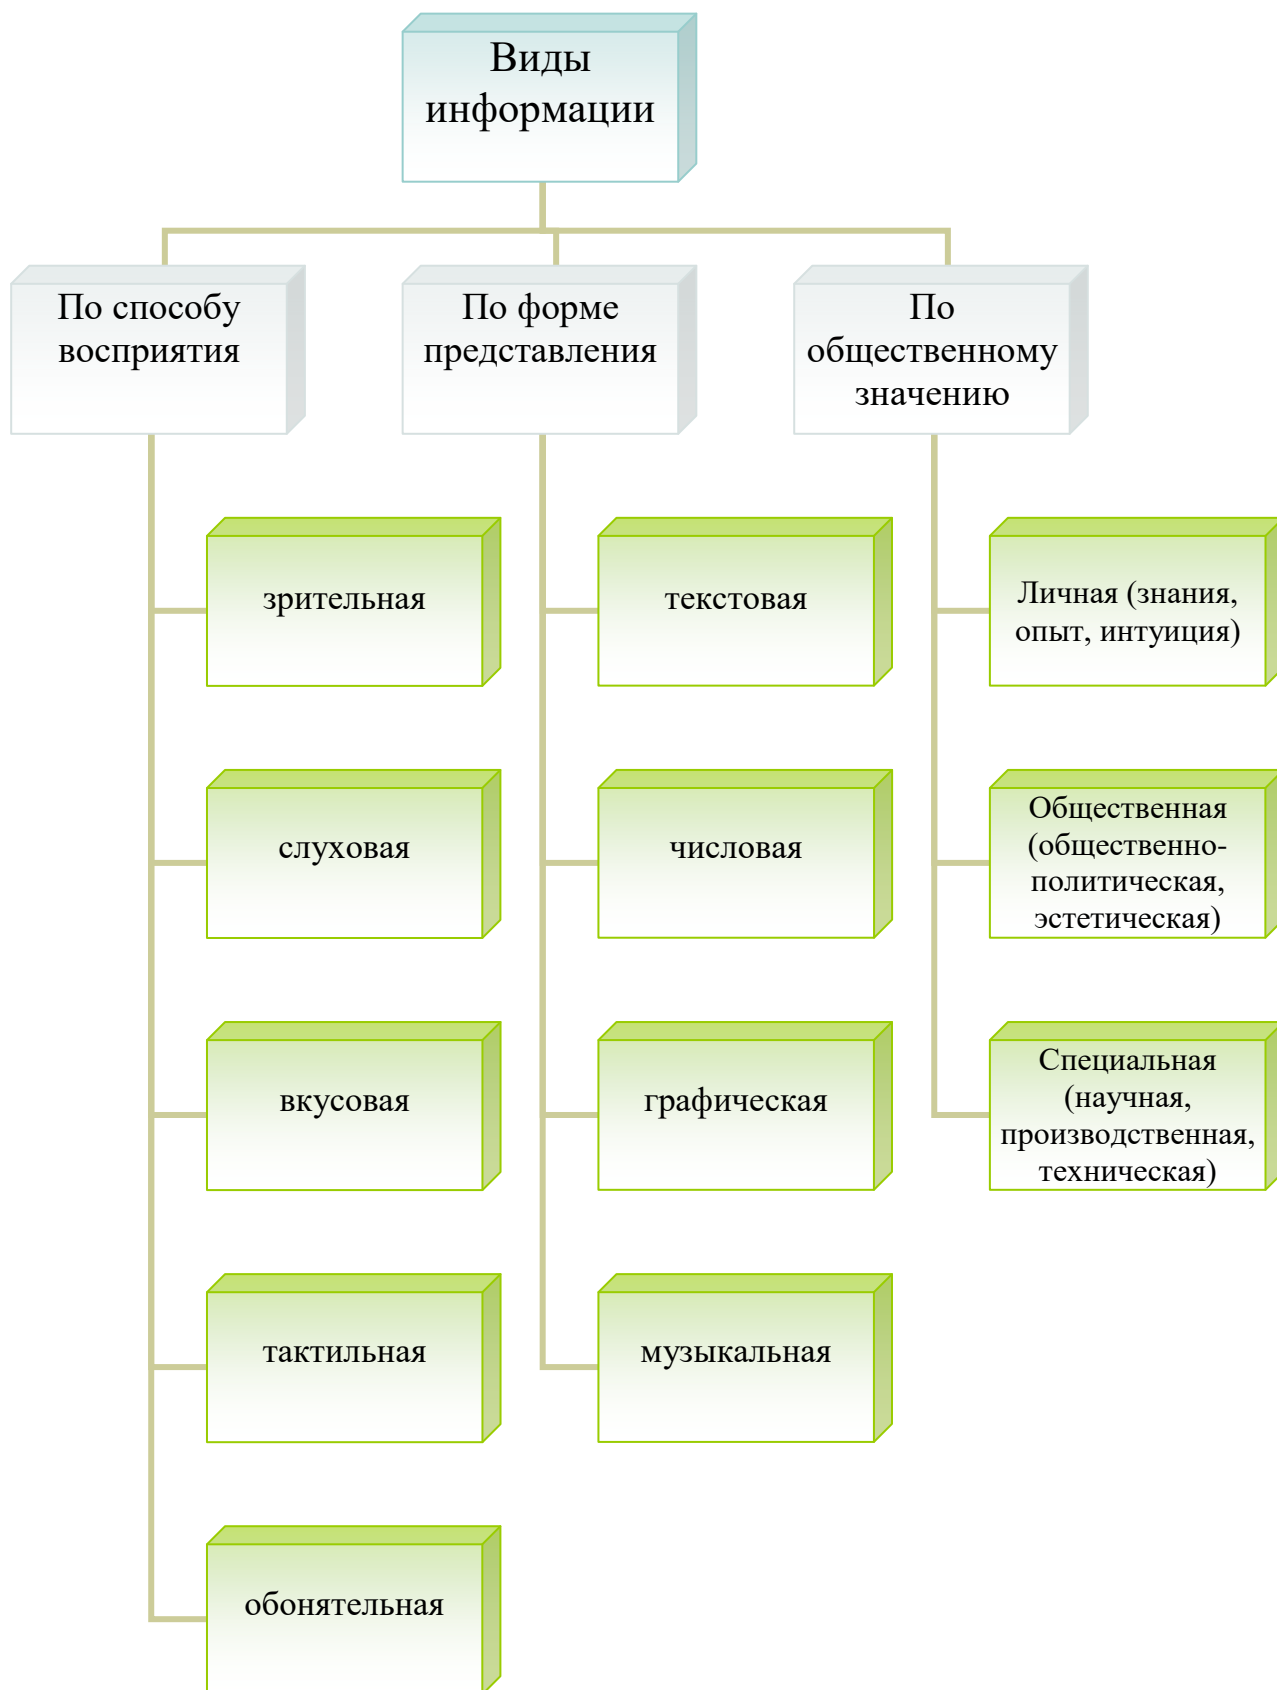 Виды
информации
По способу
восприятия
По форме
представления
По
общественному
значению
зрительная
слуховая
вкусовая
тактильная
обонятельная
текстовая
числовая
графическая
музыкальная
Личная (знания,
опыт, интуиция)
Общественная
(общественно-
политическая,
эстетическая)
Специальная
(научная,
производственная,
техническая)